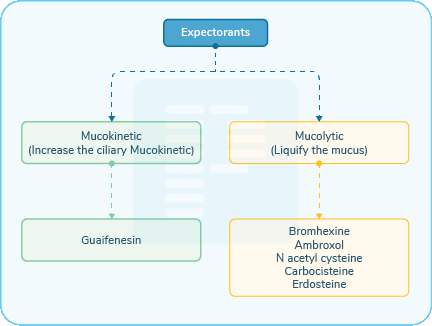 Expectorants
Mucokinetic
(Increase the ciliary Mucokinetic)
Mucolytic
(Liquify the mucus)
Guaifenesin
Bromhexine
Ambroxol
N acetyl cysteine
Carbocisteine
Erdosteine